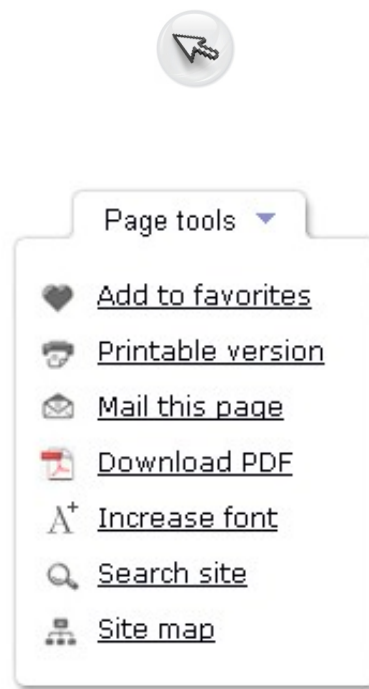 Page tools
Add to favorites
Printable version
Mail this page
Download PDF
Increase font
Search site
Site map